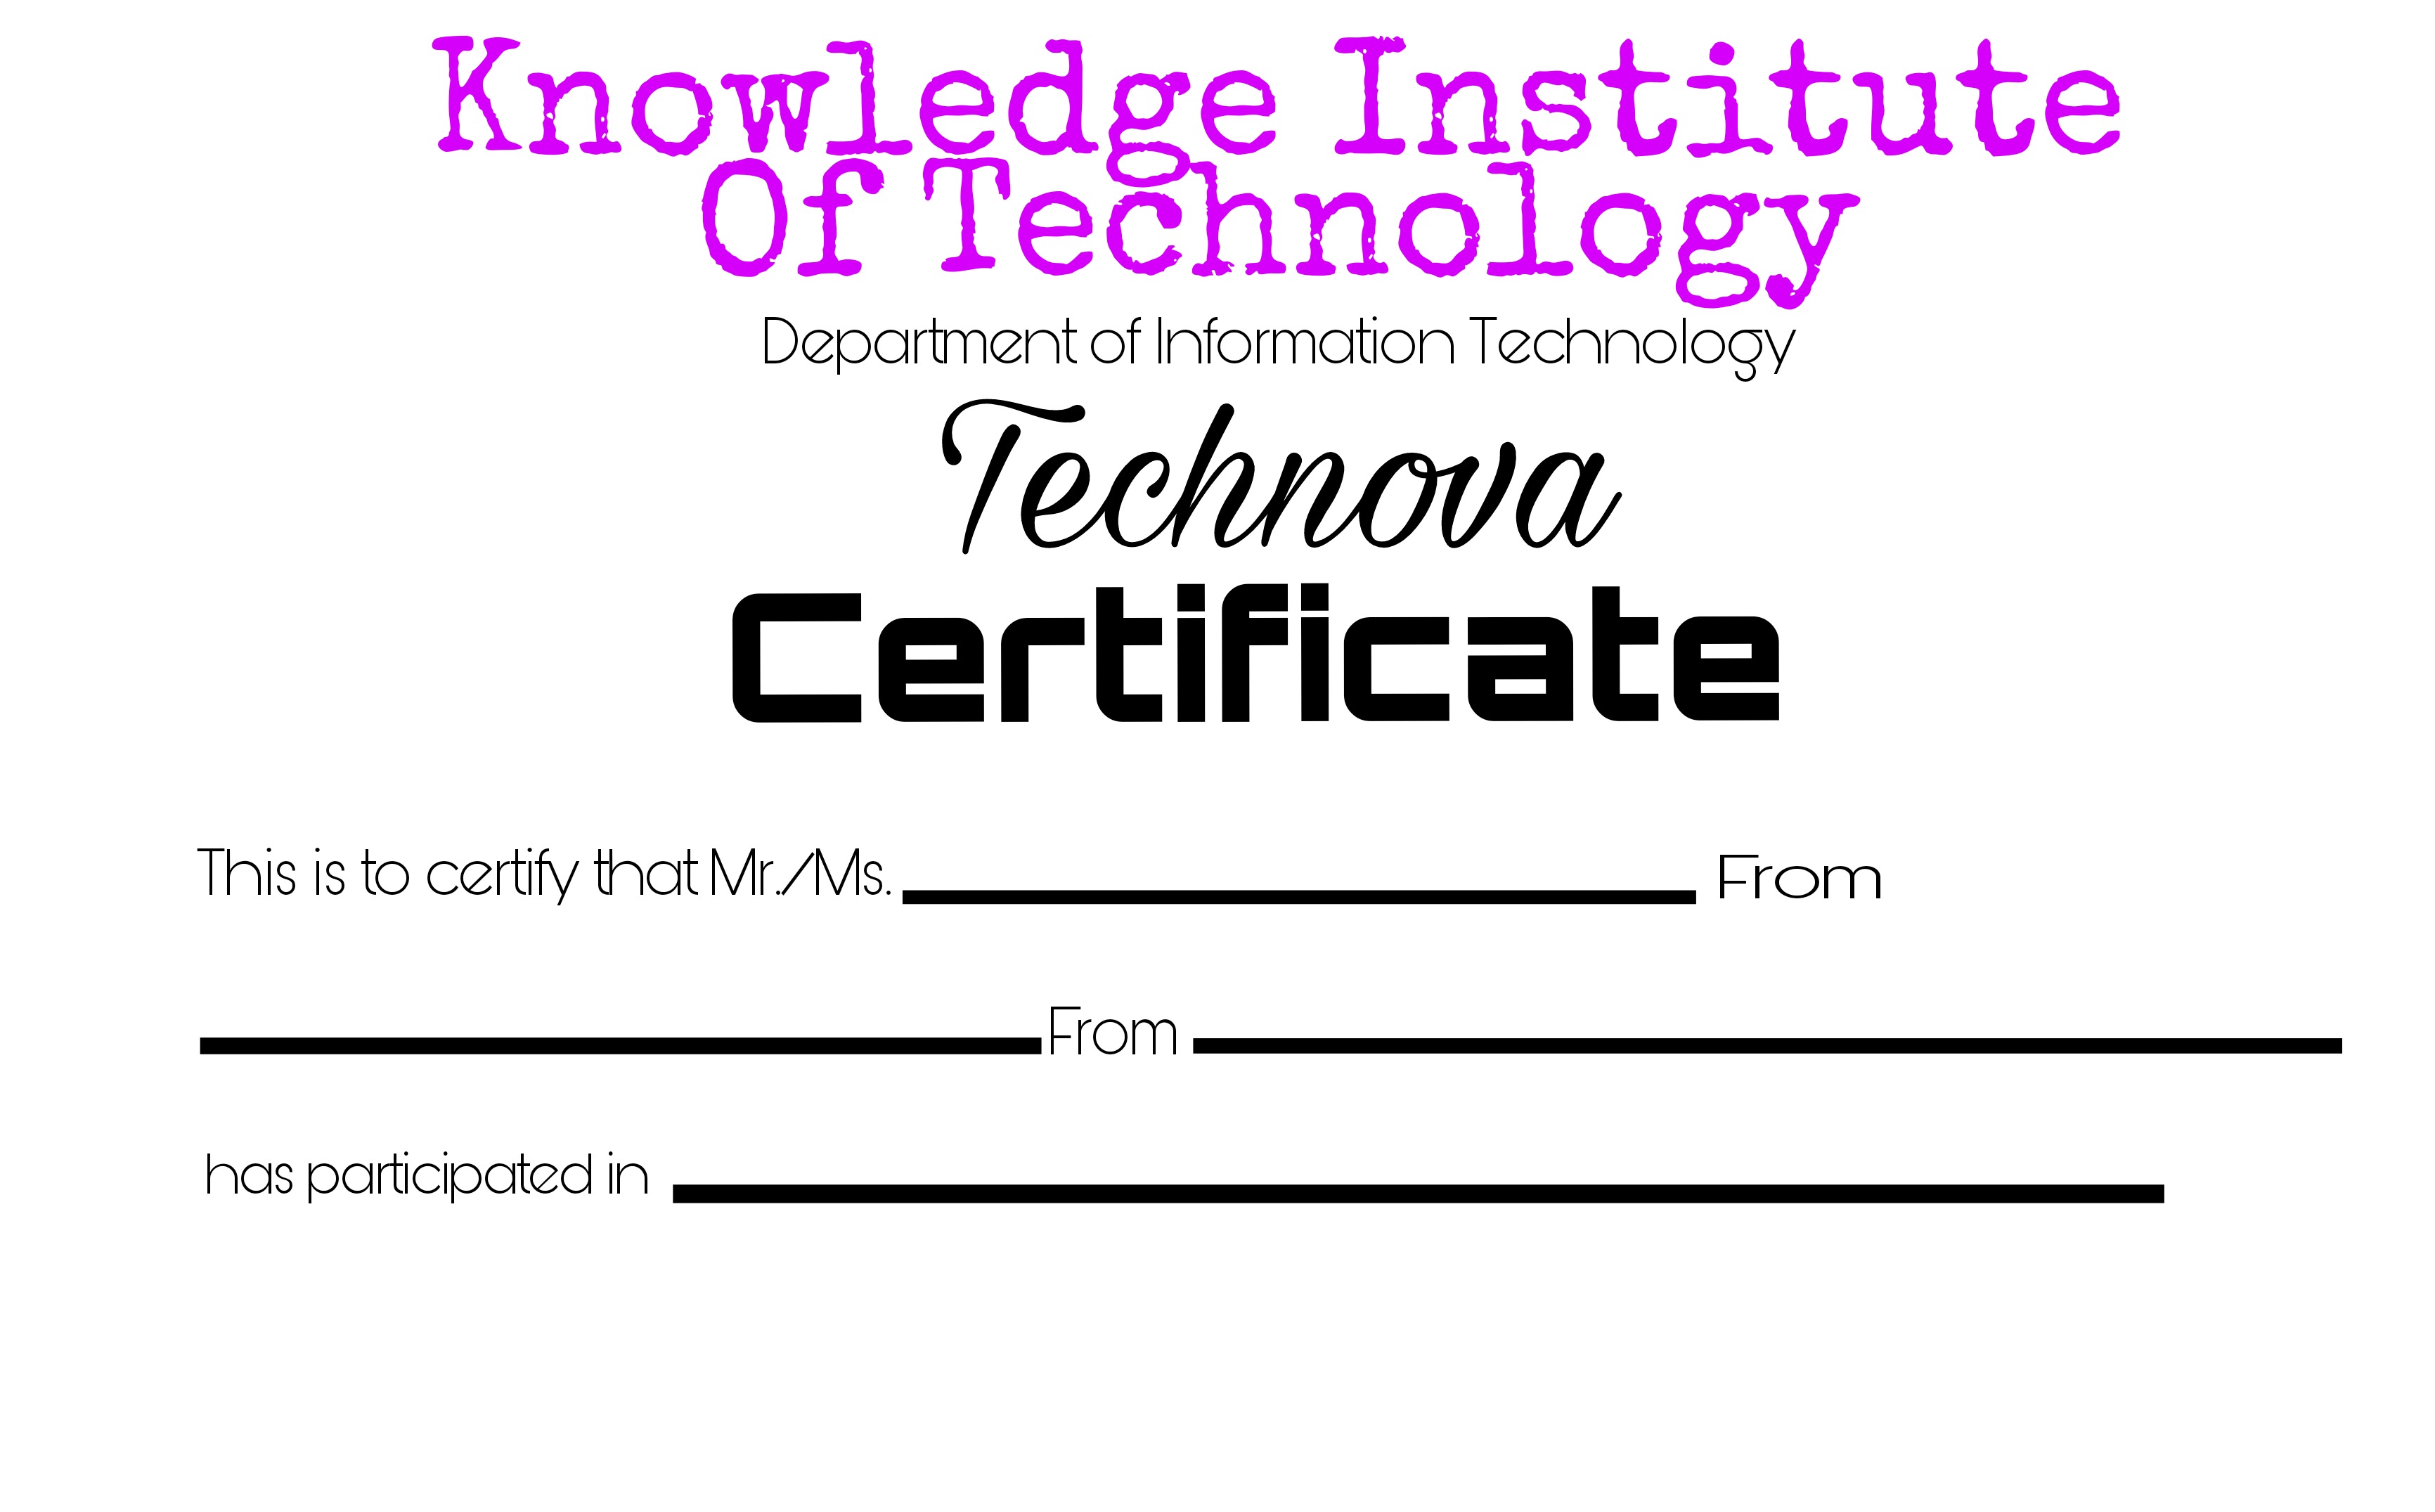 Knowledge Institute
Of Technology
Department of Information Technology
Technova
Certificate
This is to certify that Mr./Ms. From
From
has participated in